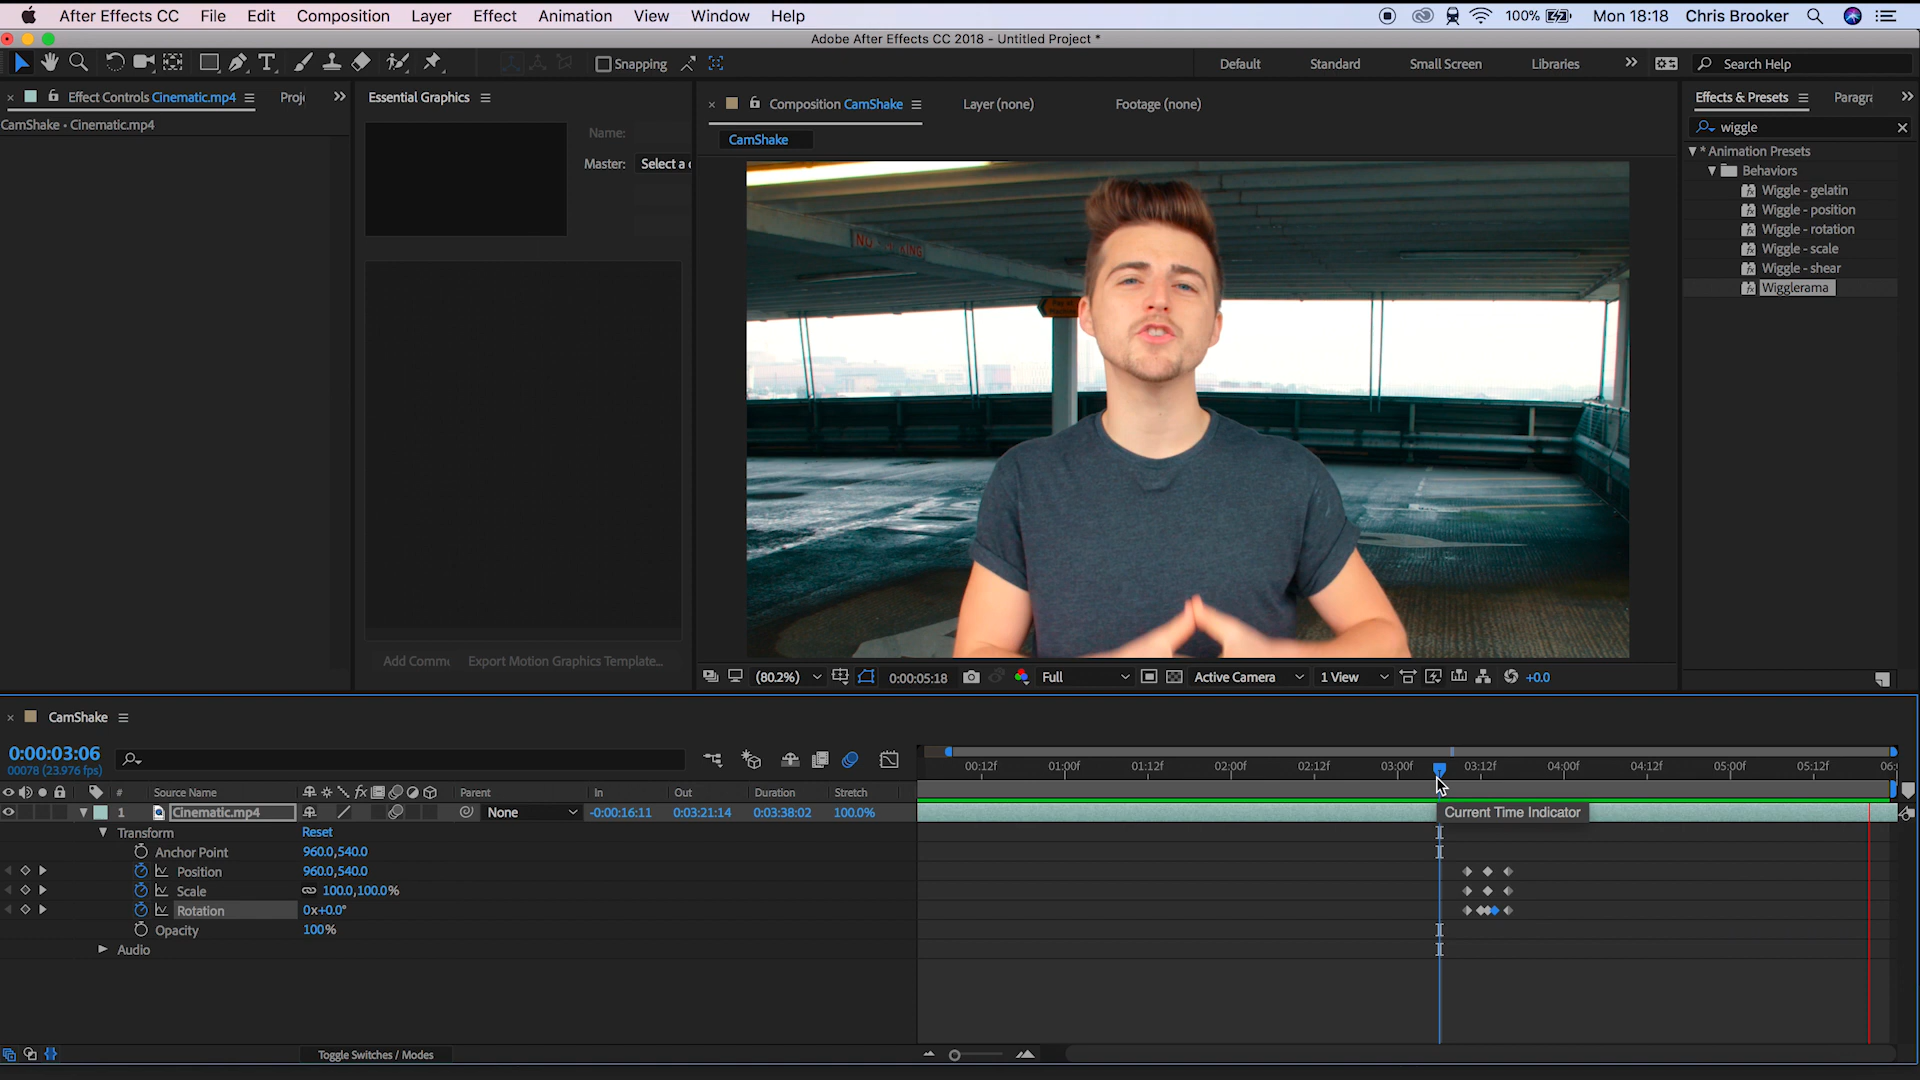 After Effects CC File Edit Composition Layer Effect Animation View Window Help 100% Mon 18:18 Chris Brooker
Adobe After Effects CC 2018 - Untitled Project *
Snapping Default Standard Small Screen Libraries Search Help
Effect Controls Cinematic.mp4 Proj
CamShake • Cinematic.mp4
Essential Graphics
Name:
Master: Select a c
Add Comme Export Motion Graphics Template...
Composition CamShake Layer (none) Footage (none)
CamShake
Effects & Presets Paragra
wiggle
* Animation Presets
Behaviors
Wiggle - gelatin
Wiggle - position
Wiggle - rotation
Wiggle - scale
Wiggle - shear
Wigglerama
NO
(80.2%) 0:00:05:18 Full Active Camera 1 View +0.0
CamShake
0:00:03:06
00078 (23.976 fps)
00:12f 01:00f 01:12f 02:00f 02:12f 03:00f 03:12f 04:00f 04:12f 05:00f 05:12f 06:
# Source Name Parent In Out Duration Stretch
1 Cinematic.mp4 None -0:00:16:11 0:03:21:14 0:03:38:02 100.0%
Current Time Indicator
Transform Reset
Anchor Point 960.0,540.0
Position 960.0,540.0
Scale 100.0,100.0%
Rotation 0x+0.0°
Opacity 100%
Audio
Toggle Switches / Modes